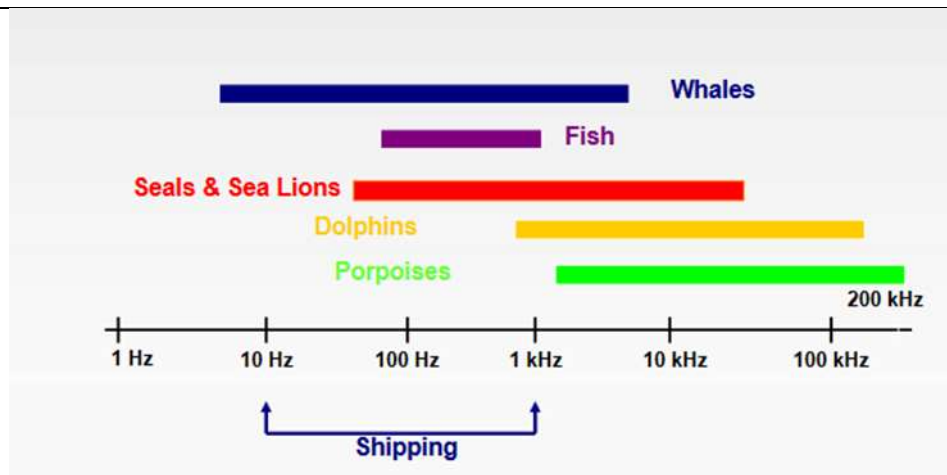 Whales
Fish
Seals & Sea Lions
Dolphins
Porpoises
200 kHz
1 Hz 10 Hz 100 Hz 1 kHz 10 kHz 100 kHz
Shipping